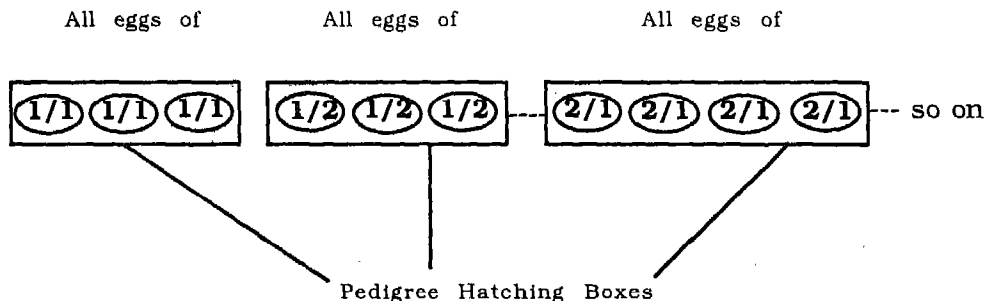 All eggs of All eggs of All eggs of
1/1 1/1 1/1 1/2 1/2 1/2 2/1 2/1 2/1 2/1 --- so on
Pedigree Hatching Boxes